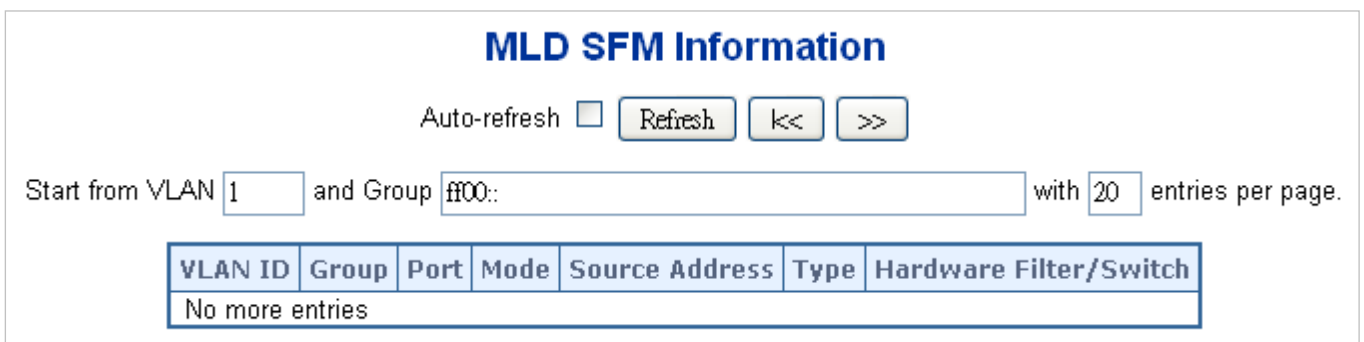 MLD SFM Information
Auto-refresh Refresh |<< >>
Start from VLAN 1 and Group ff00:: with 20 entries per page.
VLAN ID Group Port Mode Source Address Type Hardware Filter/Switch
No more entries